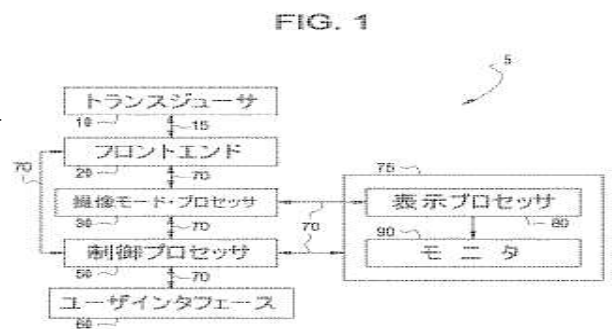 FIG. 1
5
トランスジューサ
10
15
フロントエンド
20
70
70
撮像モード・プロセッサ
30
70
制御プロセッサ
50
70
ユーザインタフェース
60
70
70
75
表示プロセッサ
80
90
モニタ